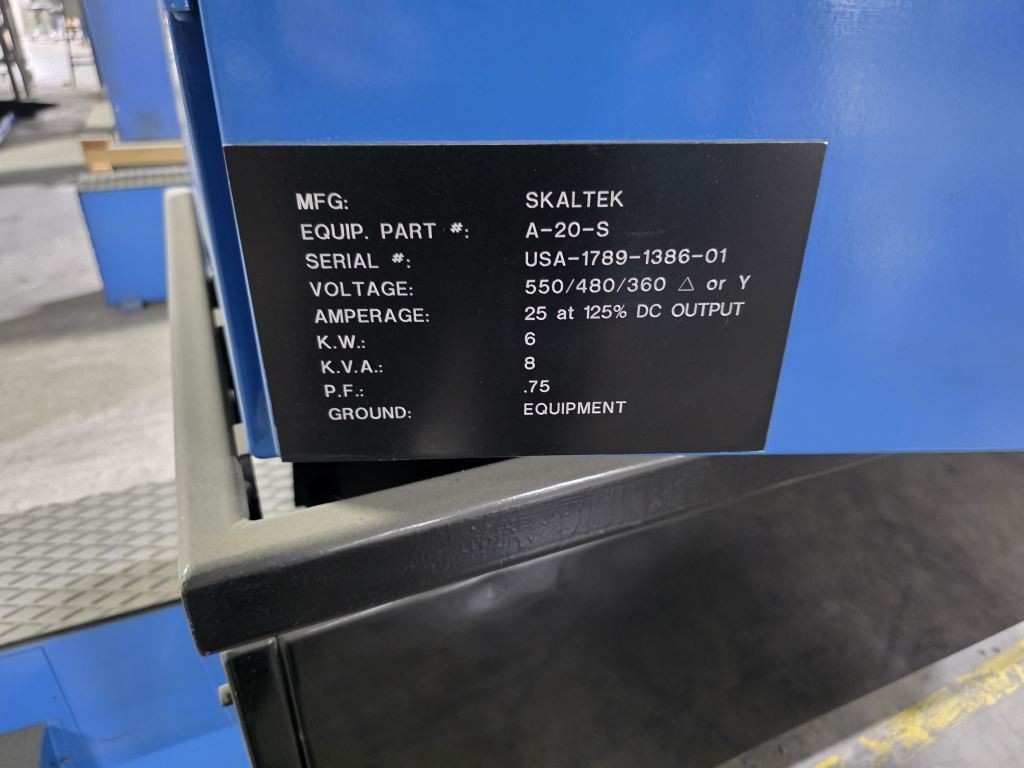 MFG: SKALTEK
EQUIP. PART #: A-20-S
SERIAL #: USA-1789-1386-01
VOLTAGE: 550/480/360 △ or Y
AMPERAGE: 25 at 125% DC OUTPUT
K.W.: 6
K.V.A.: 8
P.F.: .75
GROUND: EQUIPMENT